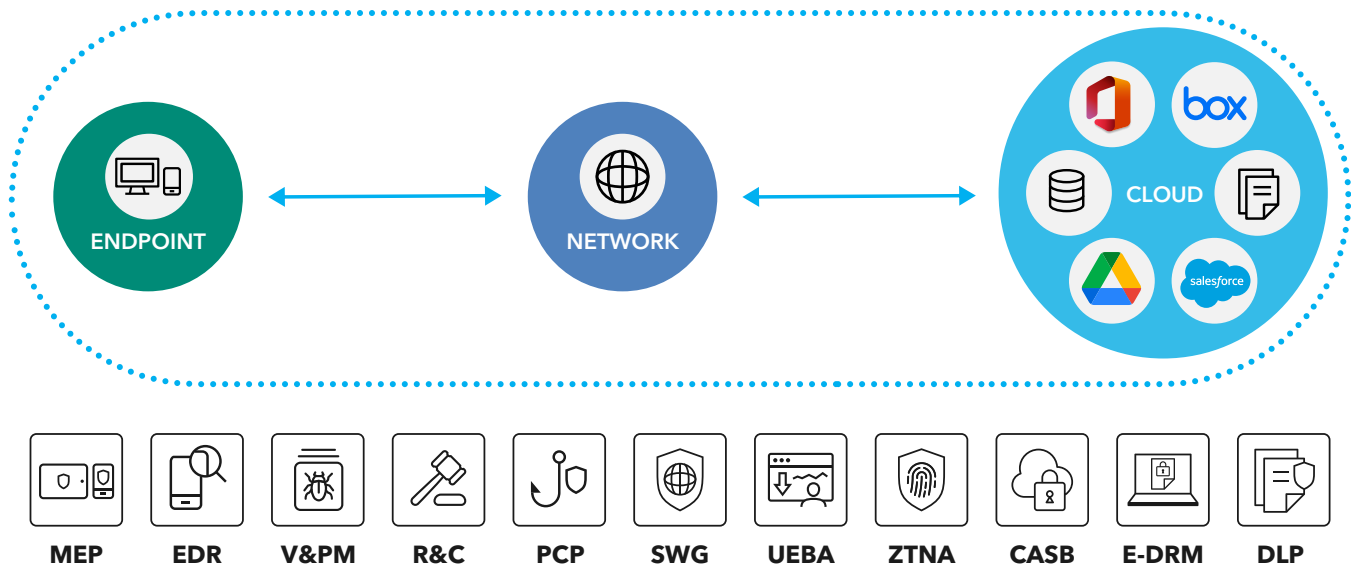 box
CLOUD
ENDPOINT
NETWORK
salesforce
MEP
EDR
V&PM
R&C
PCP
SWG
UEBA
ZTNA
CASB
E-DRM
DLP